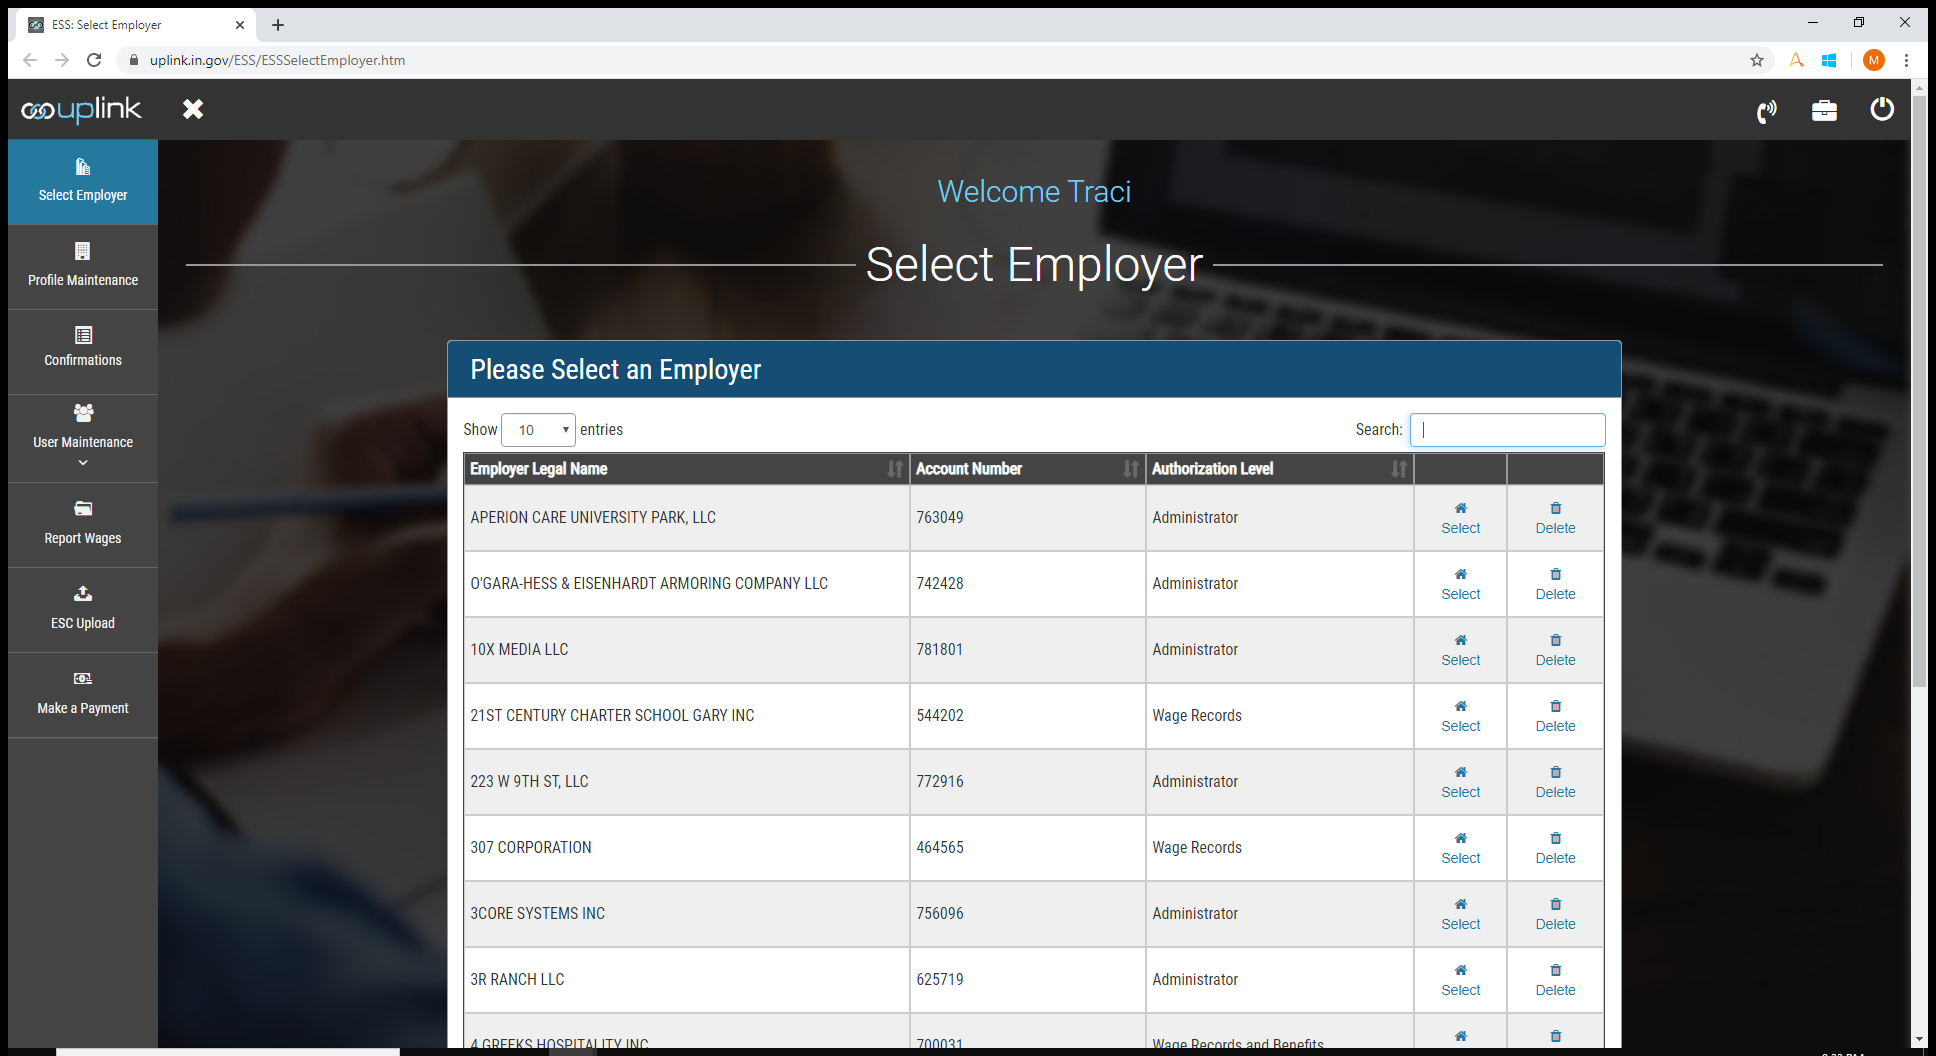 ESS: Select Employer
uplink.in.gov/ESS/ESSSelectEmployer.htm
M
uplink
Select Employer
Profile Maintenance
Confirmations
User Maintenance
Report Wages
ESC Upload
Make a Payment
Welcome Traci
Select Employer
Please Select an Employer
Show 10 entries Search:
Employer Legal Name Account Number Authorization Level
APERION CARE UNIVERSITY PARK, LLC 763049 Administrator Select Delete
O'GARA-HESS & EISENHARDT ARMORING COMPANY LLC 742428 Administrator Select Delete
10X MEDIA LLC 781801 Administrator Select Delete
21ST CENTURY CHARTER SCHOOL GARY INC 544202 Wage Records Select Delete
223 W 9TH ST, LLC 772916 Administrator Select Delete
307 CORPORATION 464565 Wage Records Select Delete
3CORE SYSTEMS INC 756096 Administrator Select Delete
3R RANCH LLC 625719 Administrator Select Delete
4 GREEKS HOSPITALITY INC 700031 Wage Records and Benefits